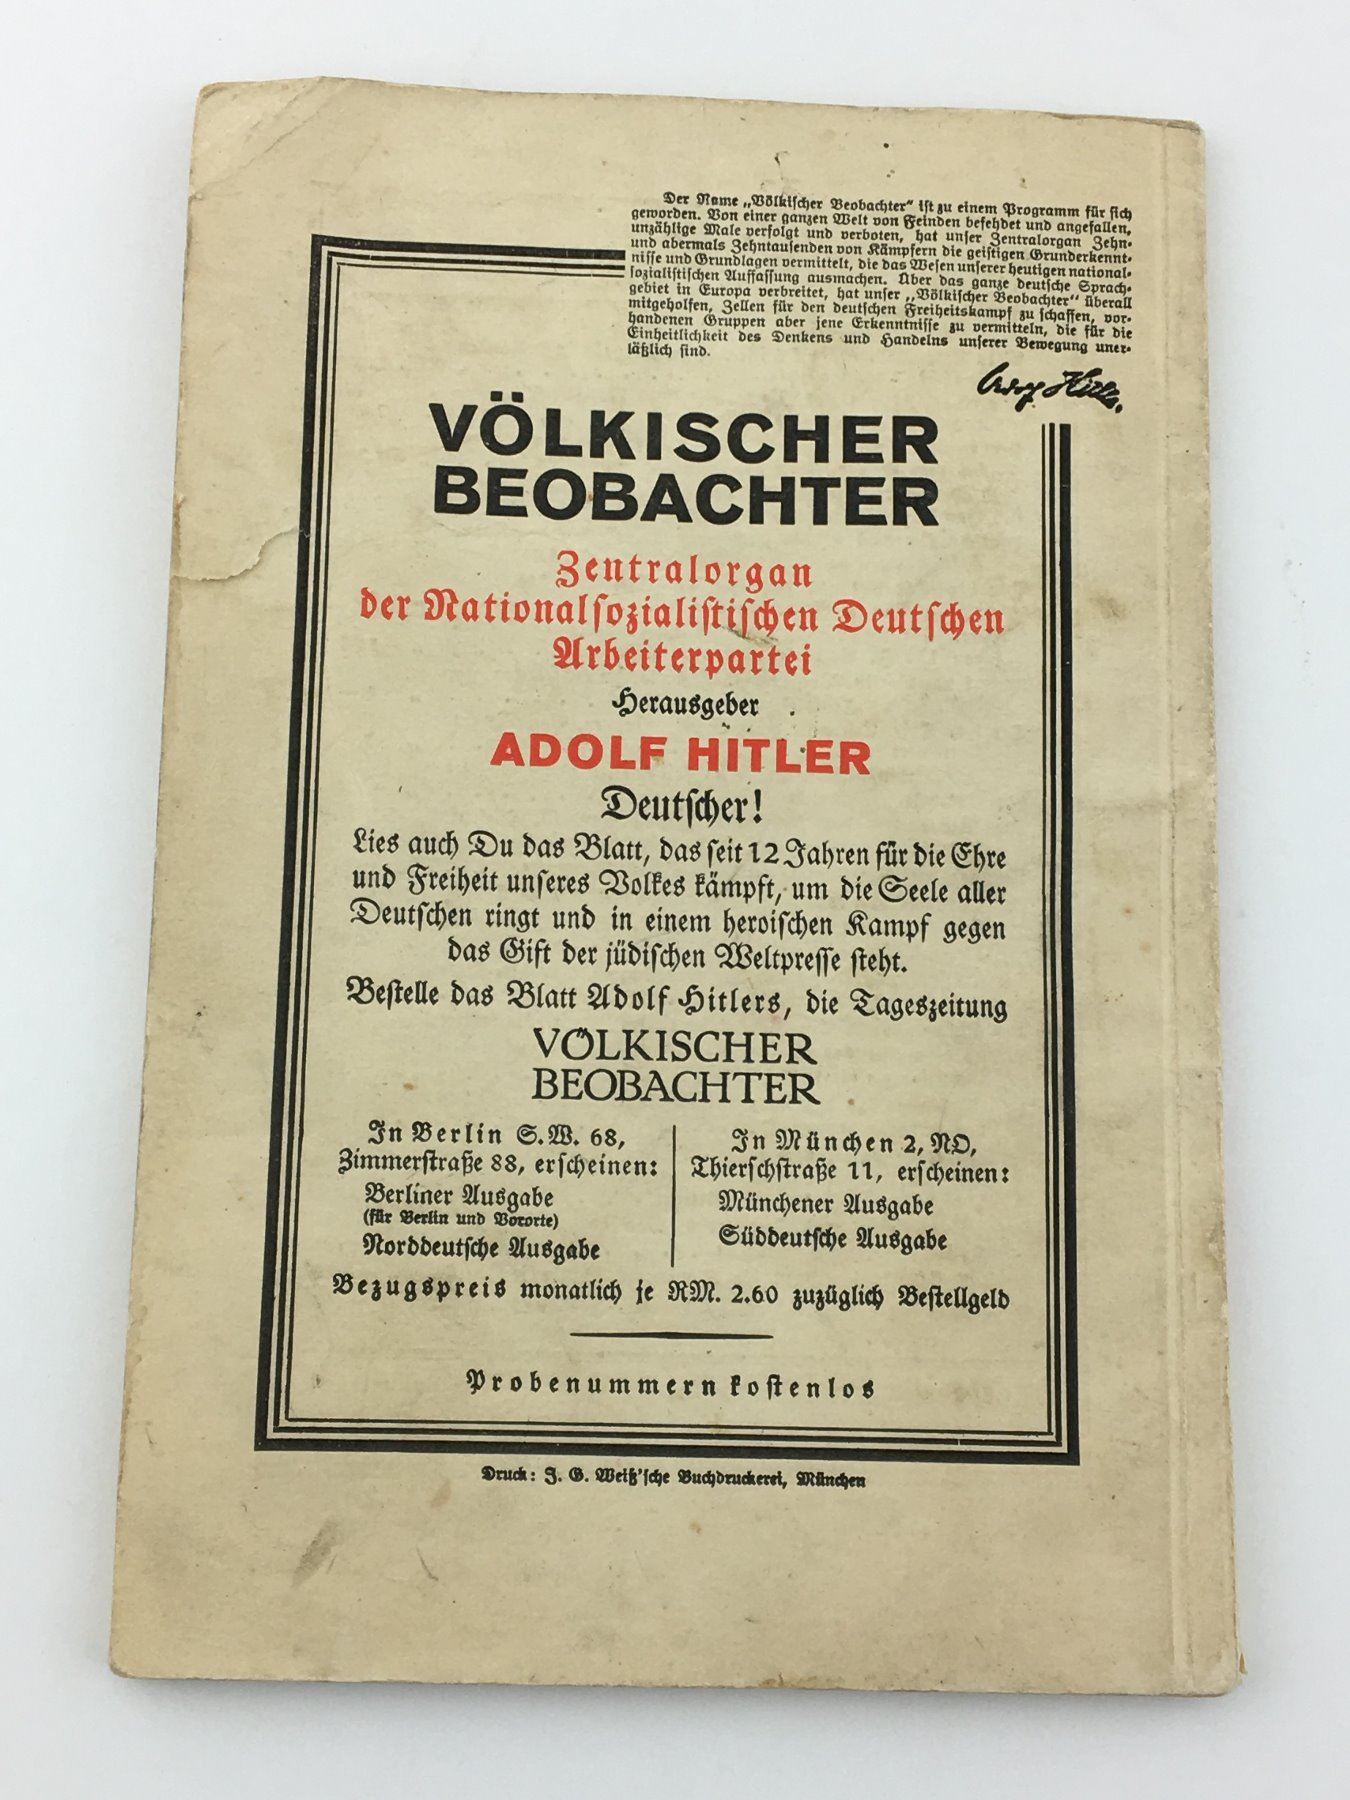 Der Name „Völkischer Beobachter“ ist zu einem Programm für sich
geworden. Von einer ganzen Welt von Feinden befehdet und angefallen,
unzählige Male verfolgt und verboten, hat unser Zentralorgan Zehn-
und abermals Zehntausenden von Kämpfern die geistigen Grunderkennt-
nisse und Grundlagen vermittelt, die das Wesen unserer heutigen national-
sozialistischen Auffassung ausmachen. Über das ganze deutsche Sprach-
gebiet in Europa verbreitet, hat unser „Völkischer Beobachter“ überall
mitgeholfen, Zellen für den deutschen Freiheitskampf zu schaffen, vor-
handenen Gruppen aber jene Erkenntnisse zu vermitteln, die für die
Einheitlichkeit des Denkens und Handelns unserer Bewegung uner-
läßlich sind.
Adolf Hitler.
VÖLKISCHER
BEOBACHTER
Zentralorgan
der Nationalsozialistischen Deutschen
Arbeiterpartei
Herausgeber
ADOLF HITLER
Deutscher!
Lies auch Du das Blatt, das seit 12 Jahren für die Ehre
und Freiheit unseres Volkes kämpft, um die Seele aller
Deutschen ringt und in einem heroischen Kampf gegen
das Gift der jüdischen Weltpresse steht.
Bestelle das Blatt Adolf Hitlers, die Tageszeitung
VÖLKISCHER
BEOBACHTER
In Berlin S.W. 68,
Zimmerstraße 88, erscheinen:
Berliner Ausgabe
(für Berlin und Vororte)
Norddeutsche Ausgabe
In München 2, NO,
Thierschstraße 11, erscheinen:
Münchener Ausgabe
Süddeutsche Ausgabe
Bezugspreis monatlich je RM. 2.60 zuzüglich Bestellgeld
Probenummern kostenlos
Druck: J. G. Weiß'sche Buchdruckerei, München